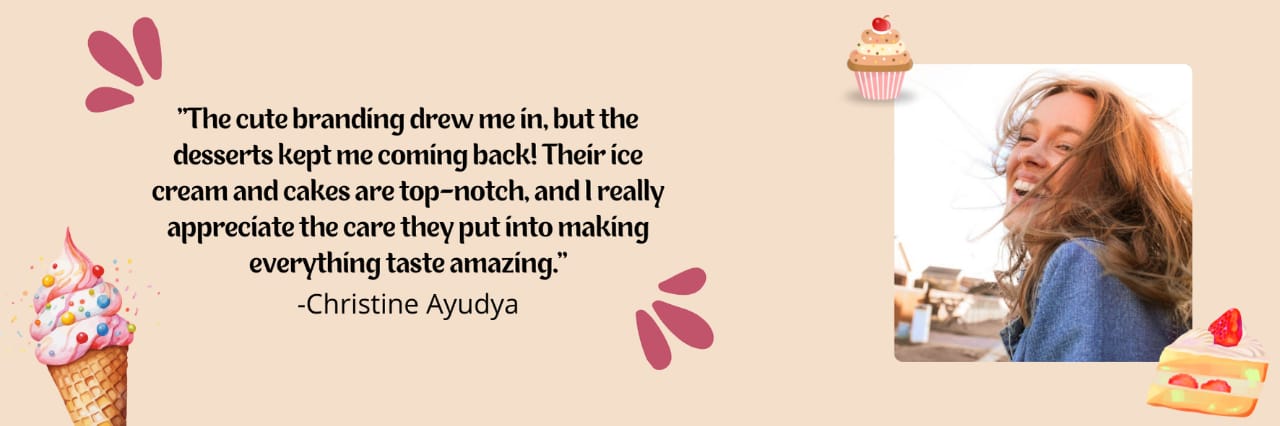 "The cute branding drew me in, but the
desserts kept me coming back! Their ice
cream and cakes are top-notch, and I really
appreciate the care they put into making
everything taste amazing."
-Christine Ayudya